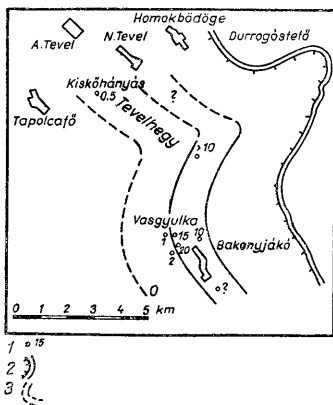 Homokbödöge
A.Tevel N.Tevel Durrogóstető
Kiskőhányás
0,5
?
Tapolcafő Tevelhegy
10
Vasgyulka
1 15 10 Bakonyjákó
20
2
?
0
0 1 2 3 4 5
km
1 15
2
3